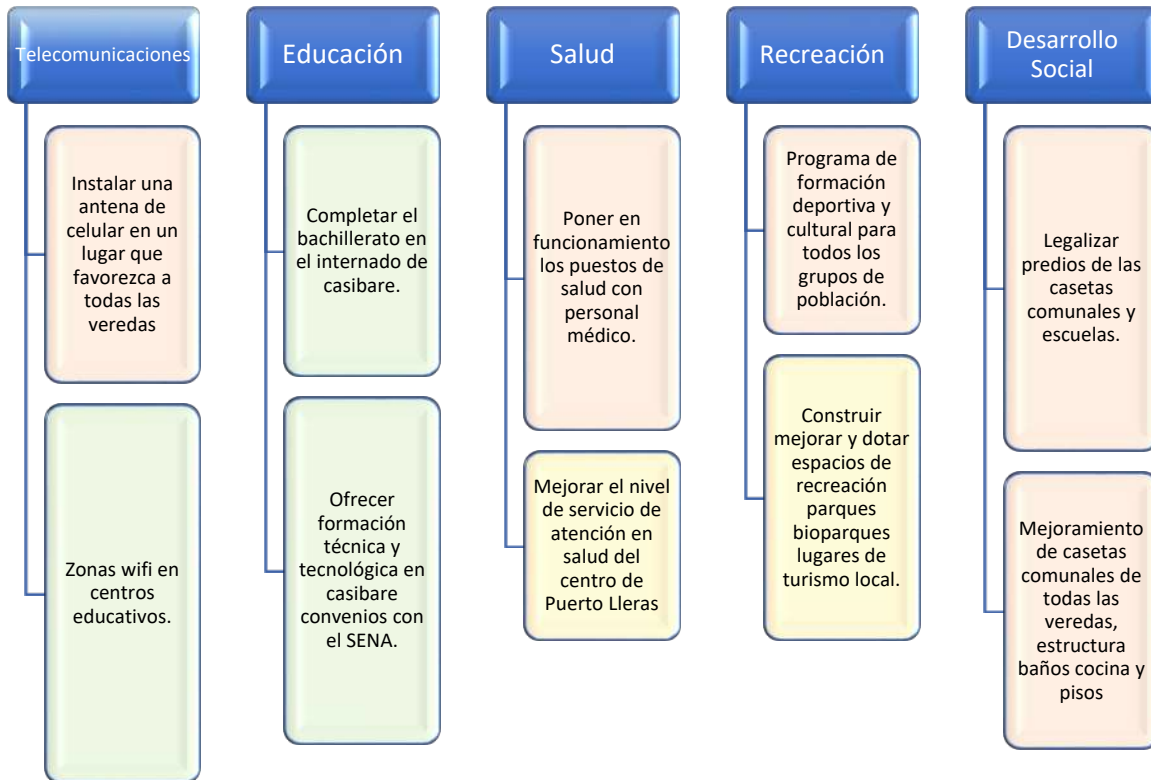 Telecomunicaciones
Instalar una
antena de
celular en un
lugar que
favorezca a
todas las
veredas
Zonas wifi en
centros
educativos.
Educación
Completar el
bachillerato en
el internado de
casibare.
Ofrecer
formación
técnica y
tecnológica en
casibare
convenios con
el SENA.
Salud
Poner en
funcionamiento
los puestos de
salud con
personal
médico.
Mejorar el nivel
de servicio de
atención en
salud del
centro de
Puerto Lleras
Recreación
Programa de
formación
deportiva y
cultural para
todos los
grupos de
población.
Construir
mejorar y dotar
espacios de
recreación
parques
bioparques
lugares de
turismo local.
Desarrollo
Social
Legalizar
predios de las
casetas
comunales y
escuelas.
Mejoramiento
de casetas
comunales de
todas las
veredas,
estructura
baños cocina y
pisos